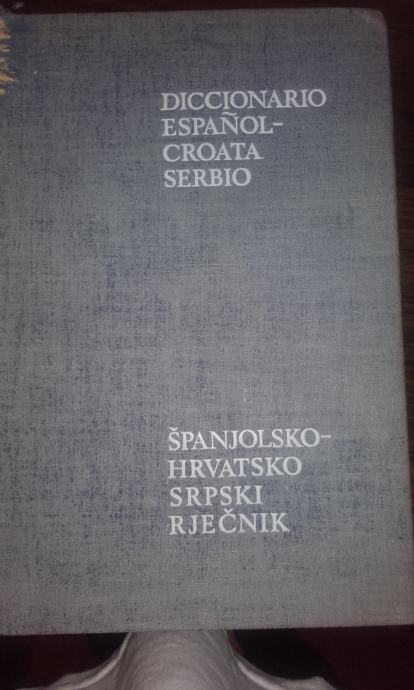 DICCIONARIO
ESPAÑOL-
CROATA
SERBIO
ŠPANJOLSKO-
HRVATSKO
SRPSKI
RJEČNIK